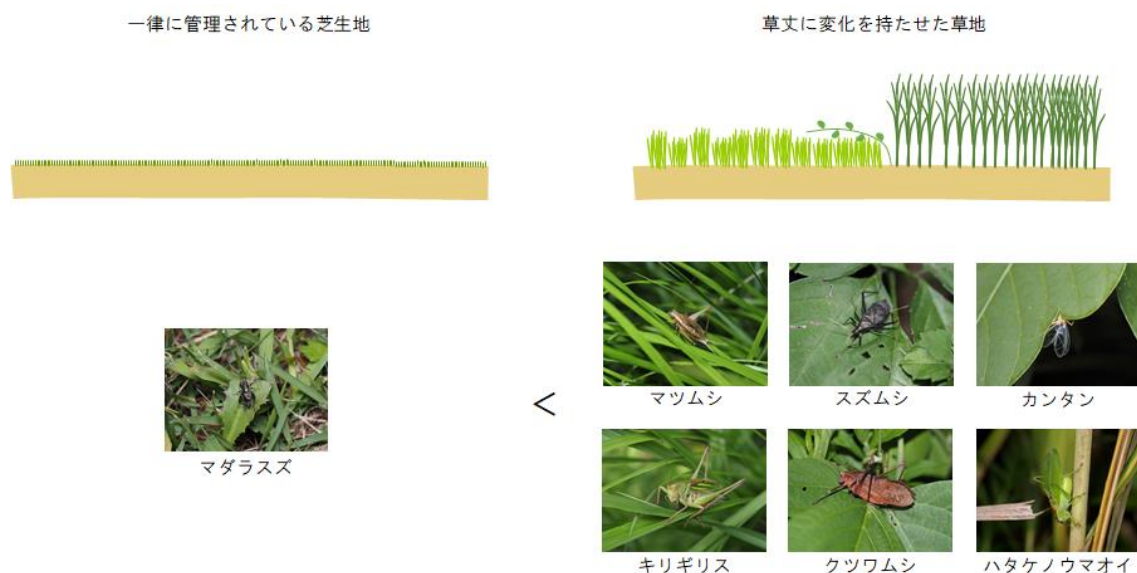 一律に管理されている芝生地
草丈に変化を持たせた草地
マツムシ
スズムシ
カンタン
マダラスズ
<
キリギリス
クツワムシ
ハタケノウマオイ